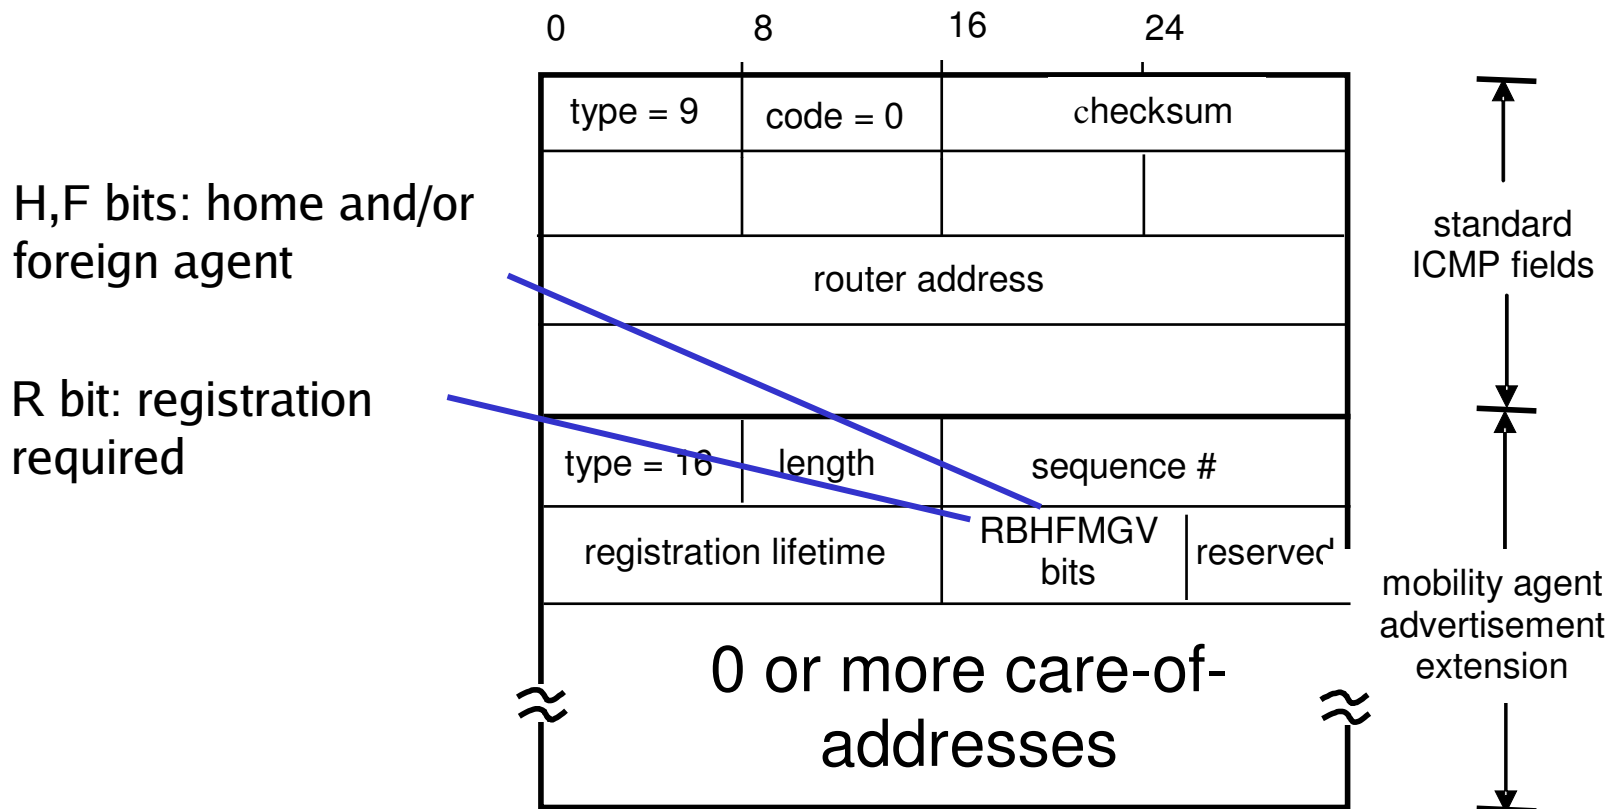 0 8 16 24
type = 9 code = 0 checksum
H,F bits: home and/or
foreign agent
router address
standard
ICMP fields
R bit: registration
required
type = 16 length sequence #
registration lifetime
RBHFMGV
bits
reserved
mobility agent
advertisement
extension
0 or more care-of-
addresses